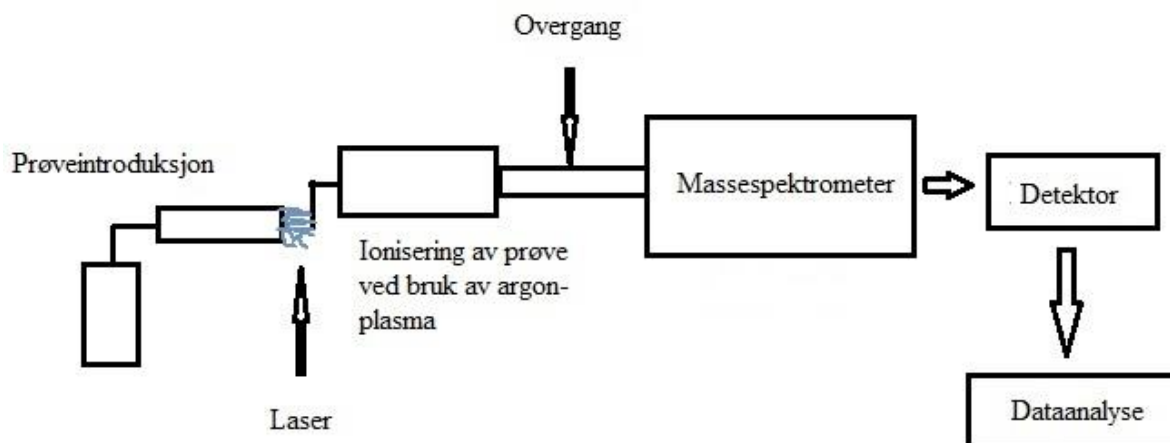 Overgang
Prøveintroduksjon
Massespektrometer
Detektor
Ionisering av prøve
ved bruk av argon-
plasma
Laser
Dataanalyse